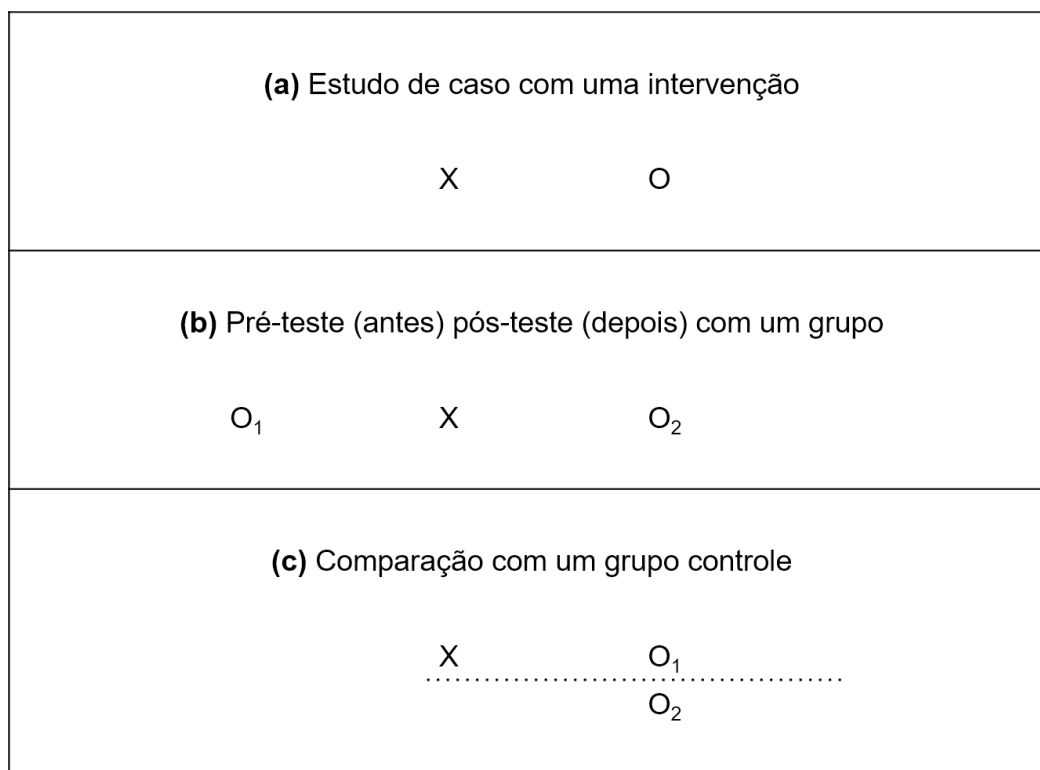 (a) Estudo de caso com uma intervenção
X O
(b) Pré-teste (antes) pós-teste (depois) com um grupo
O₁ X O₂
(c) Comparação com um grupo controle
X O₁
O₂